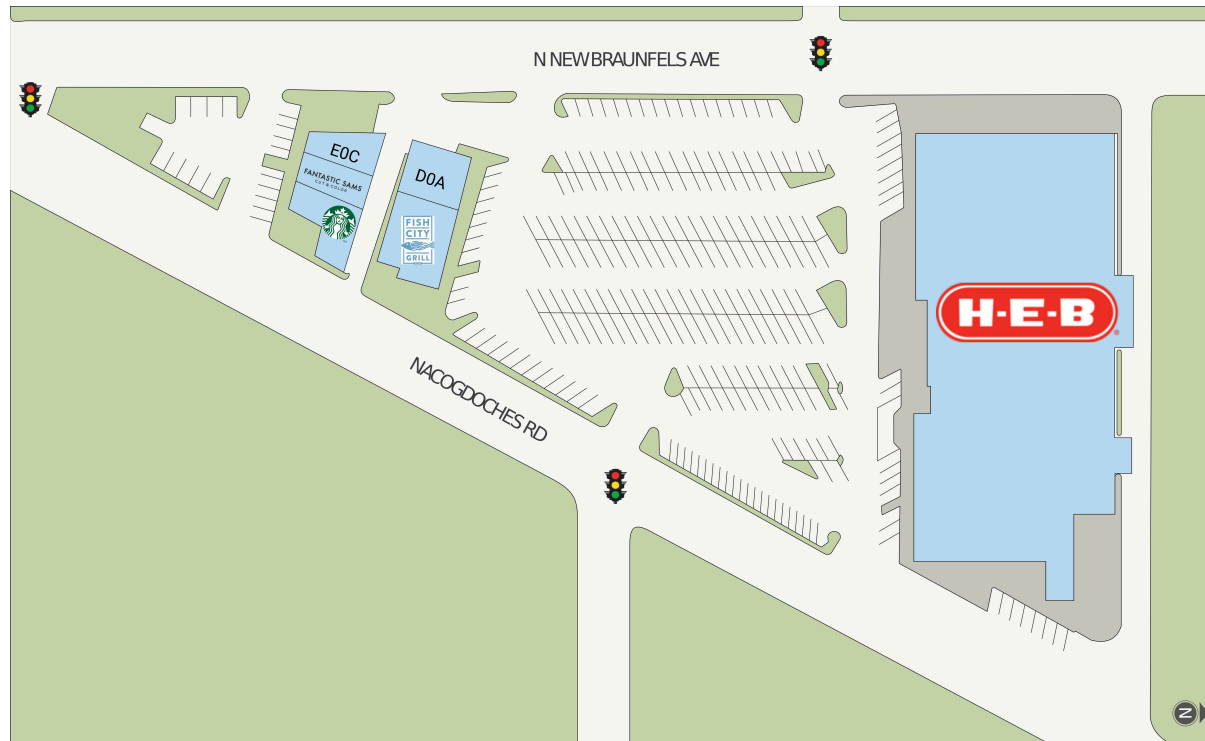 N NEW BRAUNFELS AVE
E0C
FANTASTIC SAMS
CUT & COLOR
D0A
FISH
CITY
GRILL
H-E-B
NACOGDOCHES RD
N